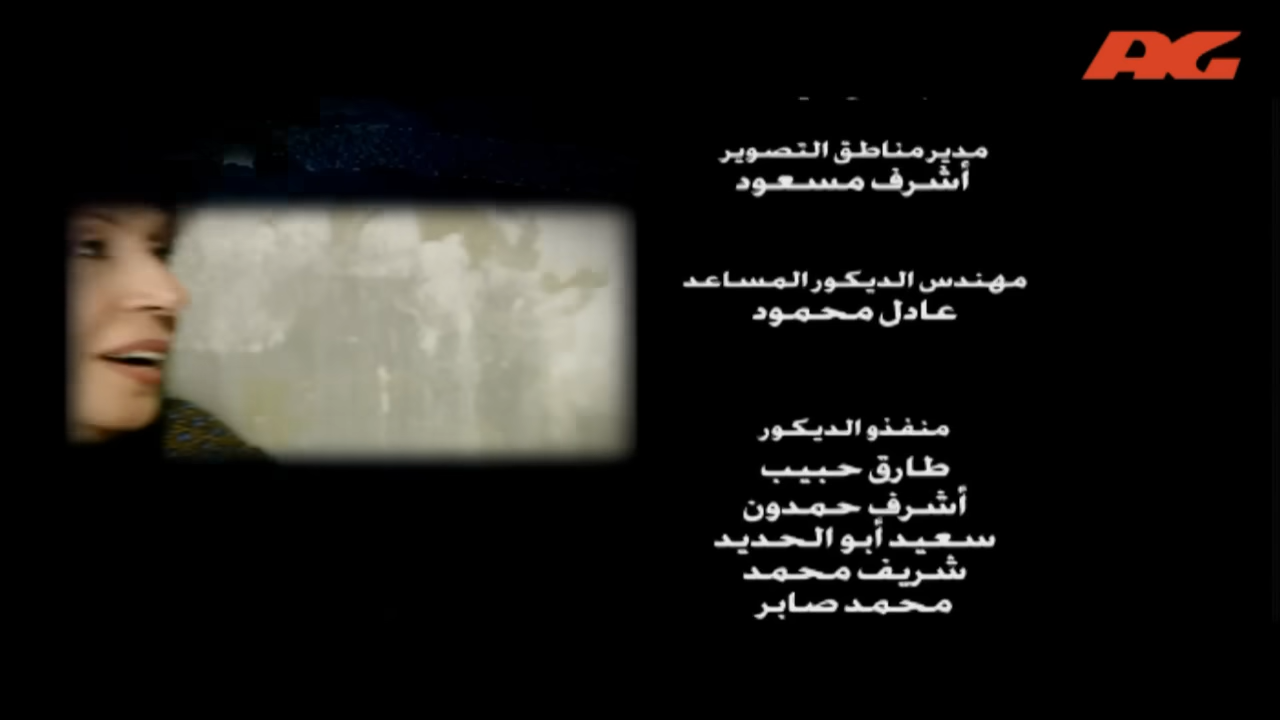 AG
مدير مناطق التصوير
أشرف مسعود
مهندس الديكور المساعد
عادل محمود
منفذو الديكور
طارق حبيب
أشرف حمدون
سعيد أبو الحديد
شريف محمد
محمد صابر